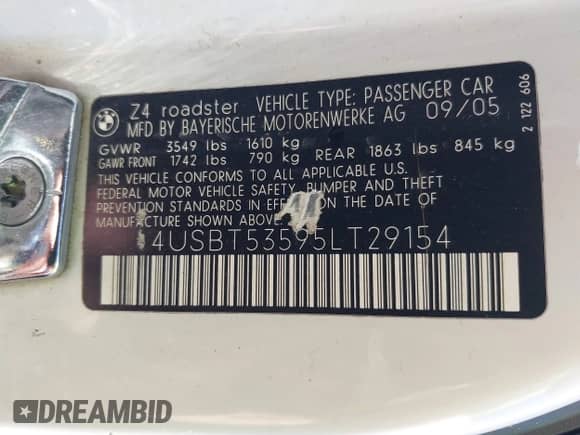 BMW
Z4 roadster VEHICLE TYPE: PASSENGER CAR
MFD BY BAYERISCHE MOTORENWERKE AG 09/05
GVWR 3549 lbs 1610 kg
GAWR FRONT 1742 lbs 790 kg REAR 1863 lbs 845 kg
THIS VEHICLE CONFORMS TO ALL APPLICABLE U.S.
FEDERAL MOTOR VEHICLE SAFETY, BUMPER AND THEFT
PREVENTION STANDARDS IN EFFECT ON THE DATE OF
MANUFACTURE SHOWN ABOVE
4USBT53595LT29154
2 122 606
DREAMBID